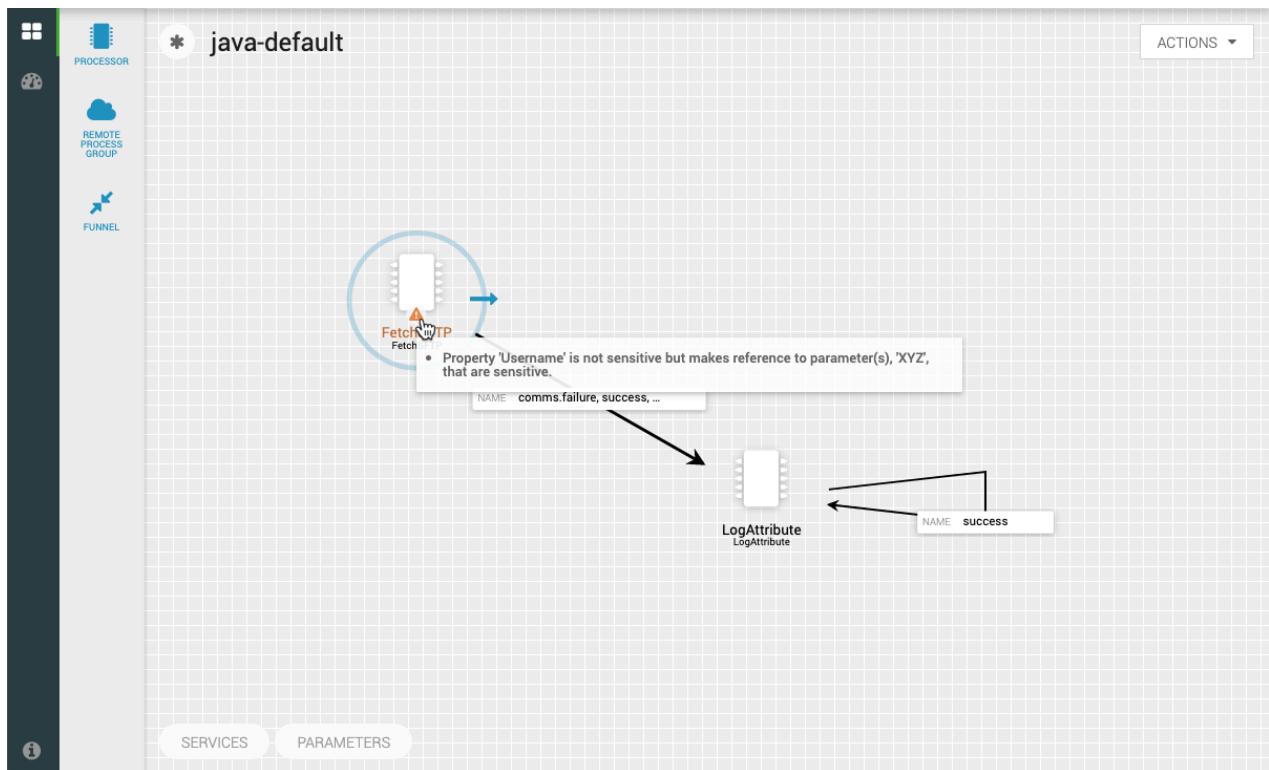 java-default
ACTIONS
PROCESSOR
REMOTE
PROCESS
GROUP
FUNNEL
Property 'Username' is not sensitive but makes reference to parameter(s), 'XYZ',
that are sensitive.
NAME comms.failure, success, ...
LogAttribute
LogAttribute
NAME success
SERVICES
PARAMETERS